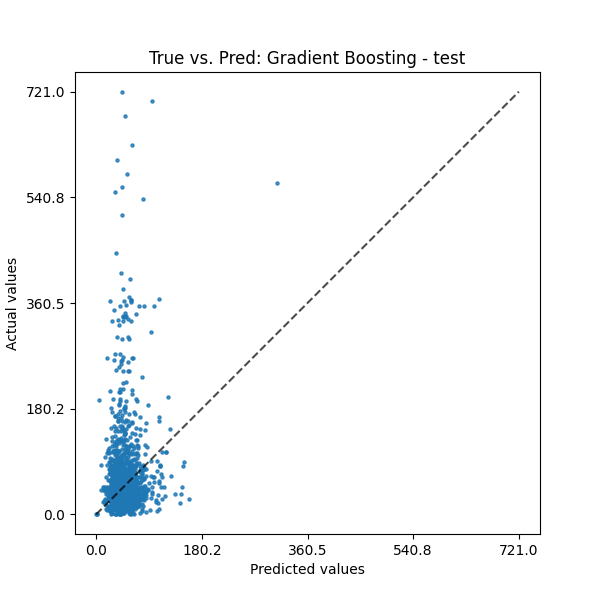 True vs. Pred: Gradient Boosting - test
721.0
540.8
360.5
180.2
0.0
Actual values
0.0 180.2 360.5 540.8 721.0
Predicted values